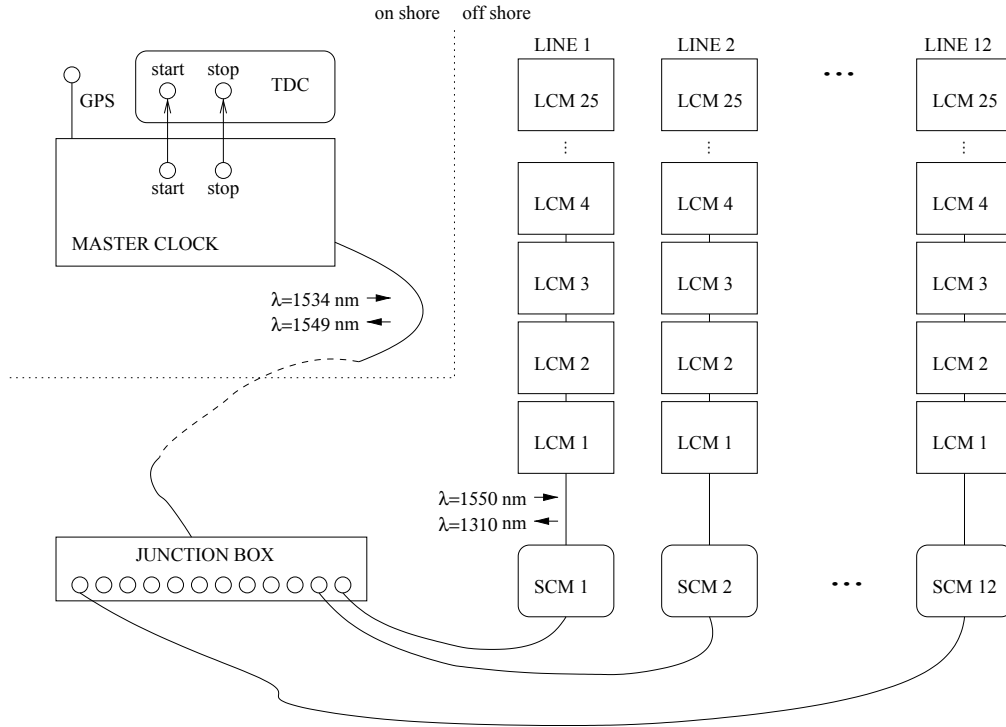 on shore off shore
LINE 1 LINE 2 LINE 12
start stop
TDC
GPS
start stop
MASTER CLOCK
λ=1534 nm
λ=1549 nm
LCM 25 LCM 25 ... LCM 25
LCM 4 LCM 4 LCM 4
LCM 3 LCM 3 LCM 3
LCM 2 LCM 2 LCM 2
LCM 1 LCM 1 LCM 1
λ=1550 nm
λ=1310 nm
JUNCTION BOX
SCM 1 SCM 2 ... SCM 12